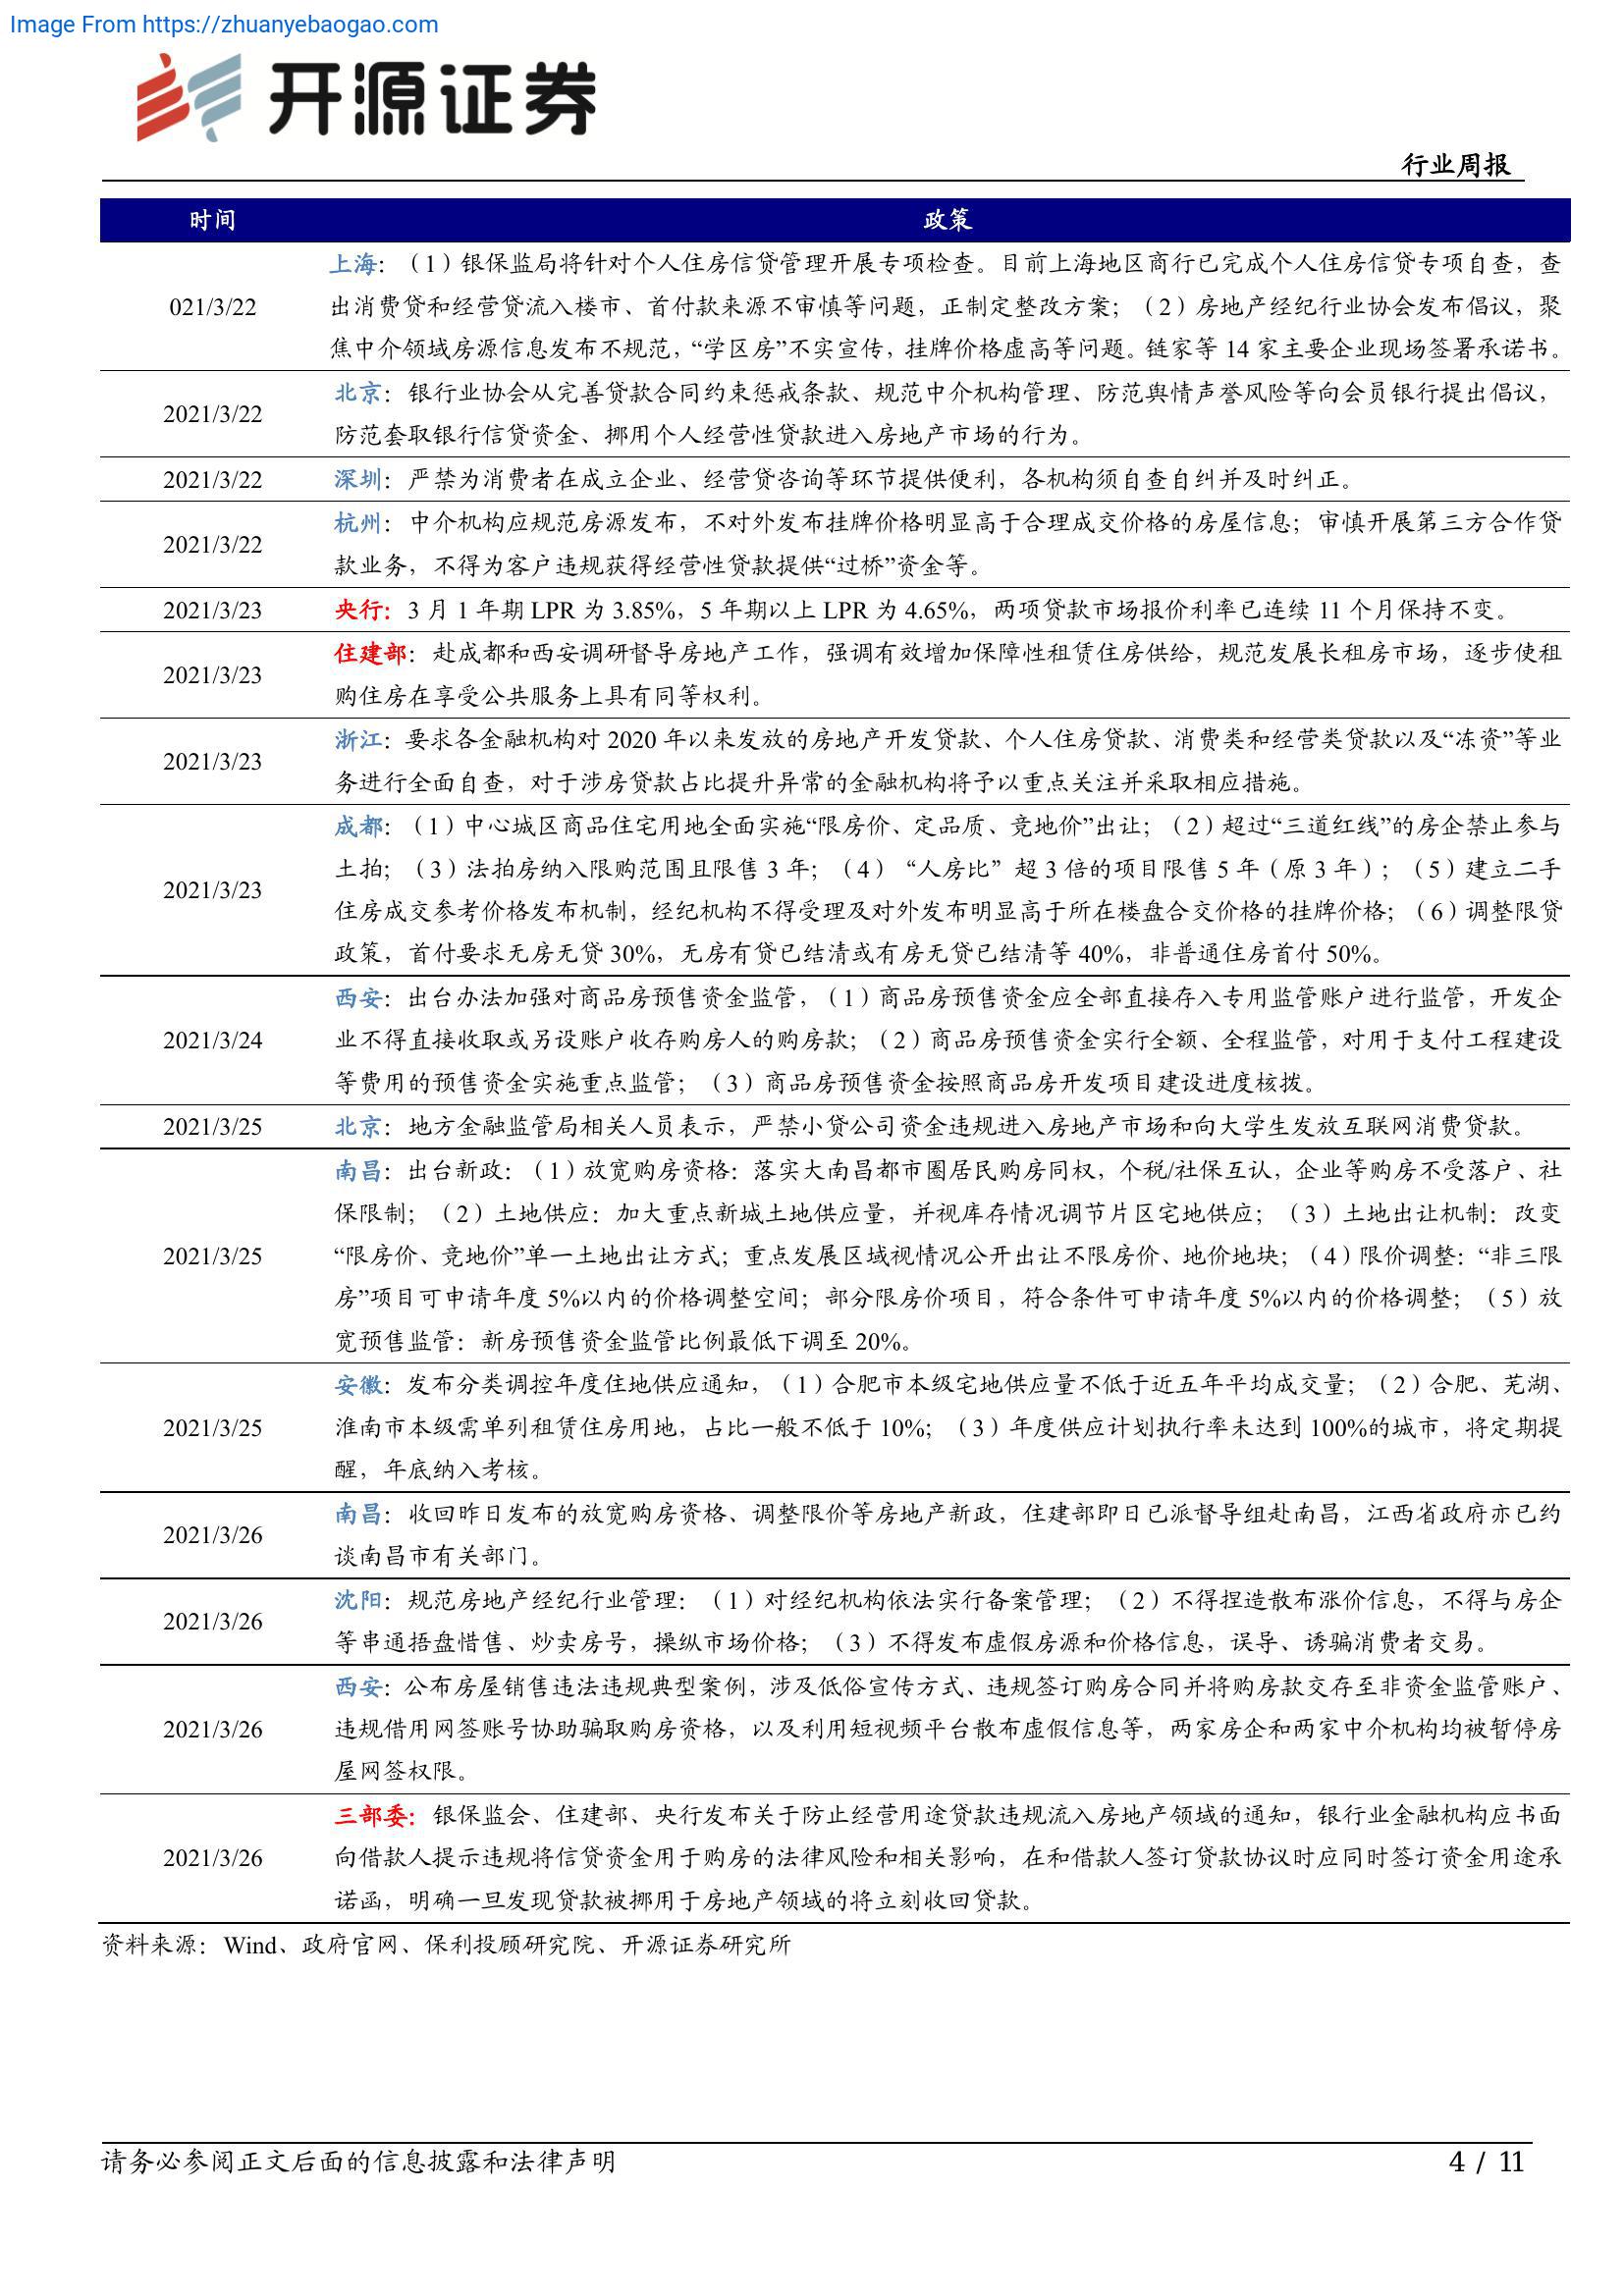 Image From https://zhuanyebaogao.com
开源证券
行业周报
时间 政策
021/3/22
上海：（1）银保监局将针对个人住房信贷管理开展专项检查。目前上海地区商行已完成个人住房信贷专项自查，查
出消费贷和经营贷流入楼市、首付款来源不审慎等问题，正制定整改方案；（2）房地产经纪行业协会发布倡议，聚
焦中介领域房源信息发布不规范，“学区房”不实宣传，挂牌价格虚高等问题。链家等 14 家主要企业现场签署承诺书。
2021/3/22
北京：银行业协会从完善贷款合同约束惩戒条款、规范中介机构管理、防范舆情声誉风险等向会员银行提出倡议，
防范套取银行信贷资金、挪用个人经营性贷款进入房地产市场的行为。
2021/3/22 深圳：严禁为消费者在成立企业、经营贷咨询等环节提供便利，各机构须自查自纠并及时纠正。
2021/3/22
杭州：中介机构应规范房源发布，不对外发布挂牌价格明显高于合理成交价格的房屋信息；审慎开展第三方合作贷
款业务，不得为客户违规获得经营性贷款提供“过桥”资金等。
2021/3/23 央行：3 月 1 年期 LPR 为 3.85%，5 年期以上 LPR 为 4.65%，两项贷款市场报价利率已连续 11 个月保持不变。
2021/3/23
住建部：赴成都和西安调研督导房地产工作，强调有效增加保障性租赁住房供给，规范发展长租房市场，逐步使租
购住房在享受公共服务上具有同等权利。
2021/3/23
浙江：要求各金融机构对 2020 年以来发放的房地产开发贷款、个人住房贷款、消费类和经营类贷款以及“冻资”等业
务进行全面自查，对于涉房贷款占比提升异常的金融机构将予以重点关注并采取相应措施。
2021/3/23
成都：（1）中心城区商品住宅用地全面实施“限房价、定品质、竞地价”出让；（2）超过“三道红线”的房企禁止参与
土拍；（3）法拍房纳入限购范围且限售 3 年；（4）“人房比”超 3 倍的项目限售 5 年（原 3 年）；（5）建立二手
住房成交参考价格发布机制，经纪机构不得受理及对外发布明显高于所在楼盘合交价格的挂牌价格；（6）调整限贷
政策，首付要求无房无贷 30%，无房有贷已结清或有房无贷已结清等 40%，非普通住房首付 50%。
2021/3/24
西安：出台办法加强对商品房预售资金监管，（1）商品房预售资金应全部直接存入专用监管账户进行监管，开发企
业不得直接收取或另设账户收存购房人的购房款；（2）商品房预售资金实行全额、全程监管，对用于支付工程建设
等费用的预售资金实施重点监管；（3）商品房预售资金按照商品房开发项目建设进度核拨。
2021/3/25 北京：地方金融监管局相关人员表示，严禁小贷公司资金违规进入房地产市场和向大学生发放互联网消费贷款。
2021/3/25
南昌：出台新政：（1）放宽购房资格：落实大南昌都市圈居民购房同权，个税/社保互认，企业等购房不受落户、社
保限制；（2）土地供应：加大重点新城土地供应量，并视库存情况调节片区宅地供应；（3）土地出让机制：改变
“限房价、竞地价”单一土地出让方式；重点发展区域视情况公开出让不限房价、地价地块；（4）限价调整：“非三限
房”项目可申请年度 5%以内的价格调整空间；部分限房价项目，符合条件可申请年度 5%以内的价格调整；（5）放
宽预售监管：新房预售资金监管比例最低下调至 20%。
2021/3/25
安徽：发布分类调控年度住地供应通知，（1）合肥市本级宅地供应量不低于近五年平均成交量；（2）合肥、芜湖、
淮南市本级需单列租赁住房用地，占比一般不低于 10%；（3）年度供应计划执行率未达到 100%的城市，将定期提
醒，年底纳入考核。
2021/3/26
南昌：收回昨日发布的放宽购房资格、调整限价等房地产新政，住建部即日已派督导组赴南昌，江西省政府亦已约
谈南昌市有关部门。
2021/3/26
沈阳：规范房地产经纪行业管理：（1）对经纪机构依法实行备案管理；（2）不得捏造散布涨价信息，不得与房企
等串通捂盘惜售、炒卖房号，操纵市场价格；（3）不得发布虚假房源和价格信息，误导、诱骗消费者交易。
2021/3/26
西安：公布房屋销售违法违规典型案例，涉及低俗宣传方式、违规签订购房合同并将购房款交存至非资金监管账户、
违规借用网签账号协助骗取购房资格，以及利用短视频平台散布虚假信息等，两家房企和两家中介机构均被暂停房
屋网签权限。
2021/3/26
三部委：银保监会、住建部、央行发布关于防止经营用途贷款违规流入房地产领域的通知，银行业金融机构应书面
向借款人提示违规将信贷资金用于购房的法律风险和相关影响，在和借款人签订贷款协议时应同时签订资金用途承
诺函，明确一旦发现贷款被挪用于房地产领域的将立刻收回贷款。
资料来源：Wind、政府官网、保利投顾研究院、开源证券研究所
请务必参阅正文后面的信息披露和法律声明 4 / 11